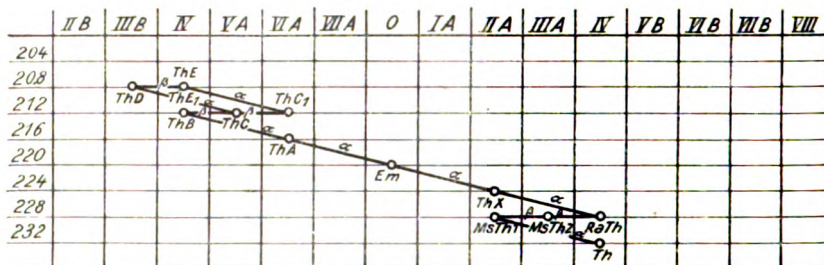 II B III B IV V A VI A VII A O I A II A III A IV V B VI B VII B VIII
204
208 β ThE α
ThD ThE₁ α ThC₁
212 β β
ThB ThC α
216 ThA α
220 Em α
224 ThX α
228 β β
MsTh1 MsTh2 RaTh
α
232 Th